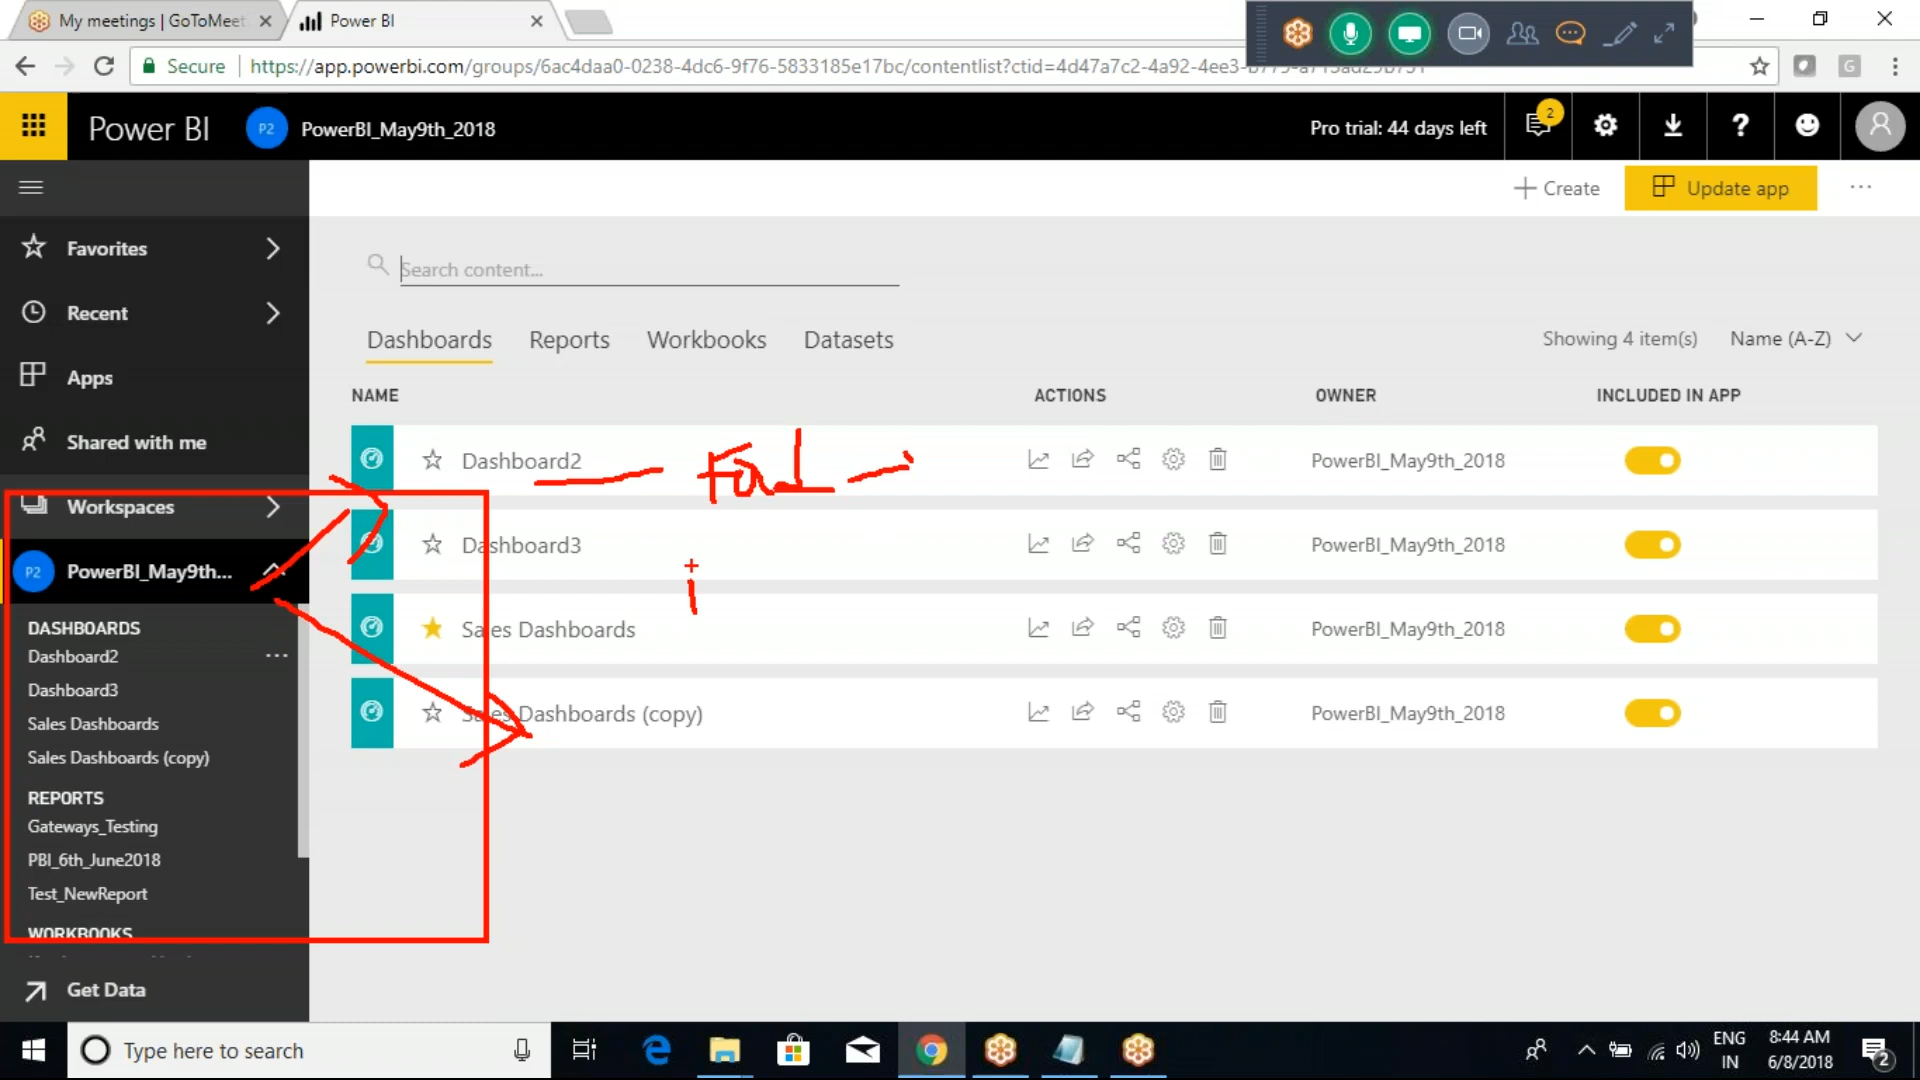 My meetings | GoToMeet
Power BI
Secure
https://app.powerbi.com/groups/6ac4daa0-0238-4dc6-9f76-5833185e17bc/contentlist?ctid=4d47a7c2-4a92-4ee3-
G
Power BI
P2
PowerBI_May9th_2018
Pro trial: 44 days left
2
?
Create
Update app
Favorites
Search content...
Recent
Dashboards
Reports
Workbooks
Datasets
Showing 4 item(s)
Name (A-Z)
Apps
NAME
ACTIONS
OWNER
INCLUDED IN APP
Shared with me
Dashboard2
PowerBI_May9th_2018
Workspaces
Dashboard3
PowerBI_May9th_2018
P2
PowerBI_May9th...
DASHBOARDS
Sales Dashboards
PowerBI_May9th_2018
Dashboard2
Dashboard3
Sales Dashboards (copy)
PowerBI_May9th_2018
Sales Dashboards
Sales Dashboards (copy)
REPORTS
Gateways_Testing
PBI_6th_June2018
Test_NewReport
WORKBOOKS
Get Data
Type here to search
ENG
IN
8:44 AM
6/8/2018
2